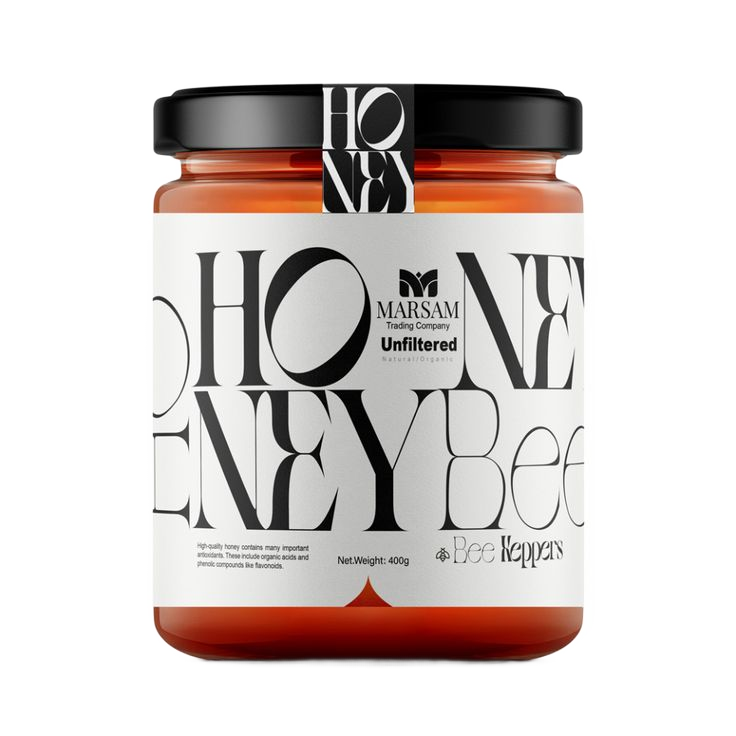 HO
NEY
HO
NEY
MARSAM
Trading Company
Unfiltered
Natural/Organic
NEY
Bee
High-quality honey contains many important
antioxidants. These include organic acids and
phenolic compounds like flavonoids.
Net.Weight: 400g
Bee Keppers